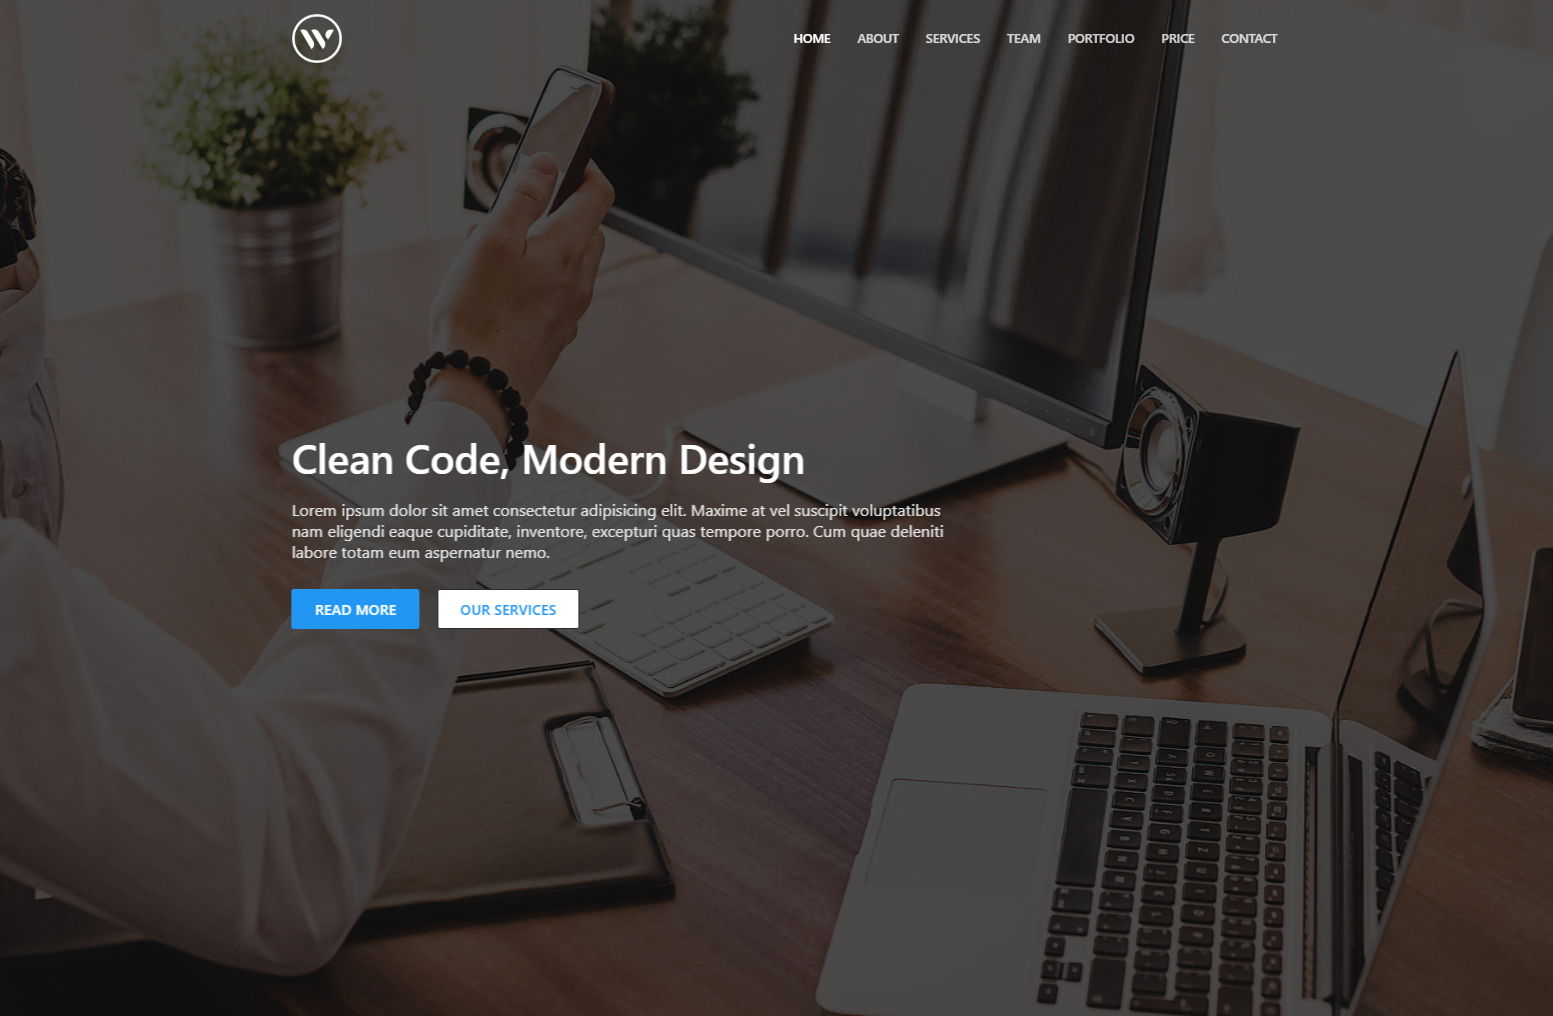 HOME ABOUT SERVICES TEAM PORTFOLIO PRICE CONTACT
Clean Code, Modern Design
Lorem ipsum dolor sit amet consectetur adipisicing elit. Maxime at vel suscipit voluptatibus
nam eligendi eaque cupiditate, inventore, excepturi quas tempore porro. Cum quae deleniti
labore totam eum aspernatur nemo.
READ MORE OUR SERVICES